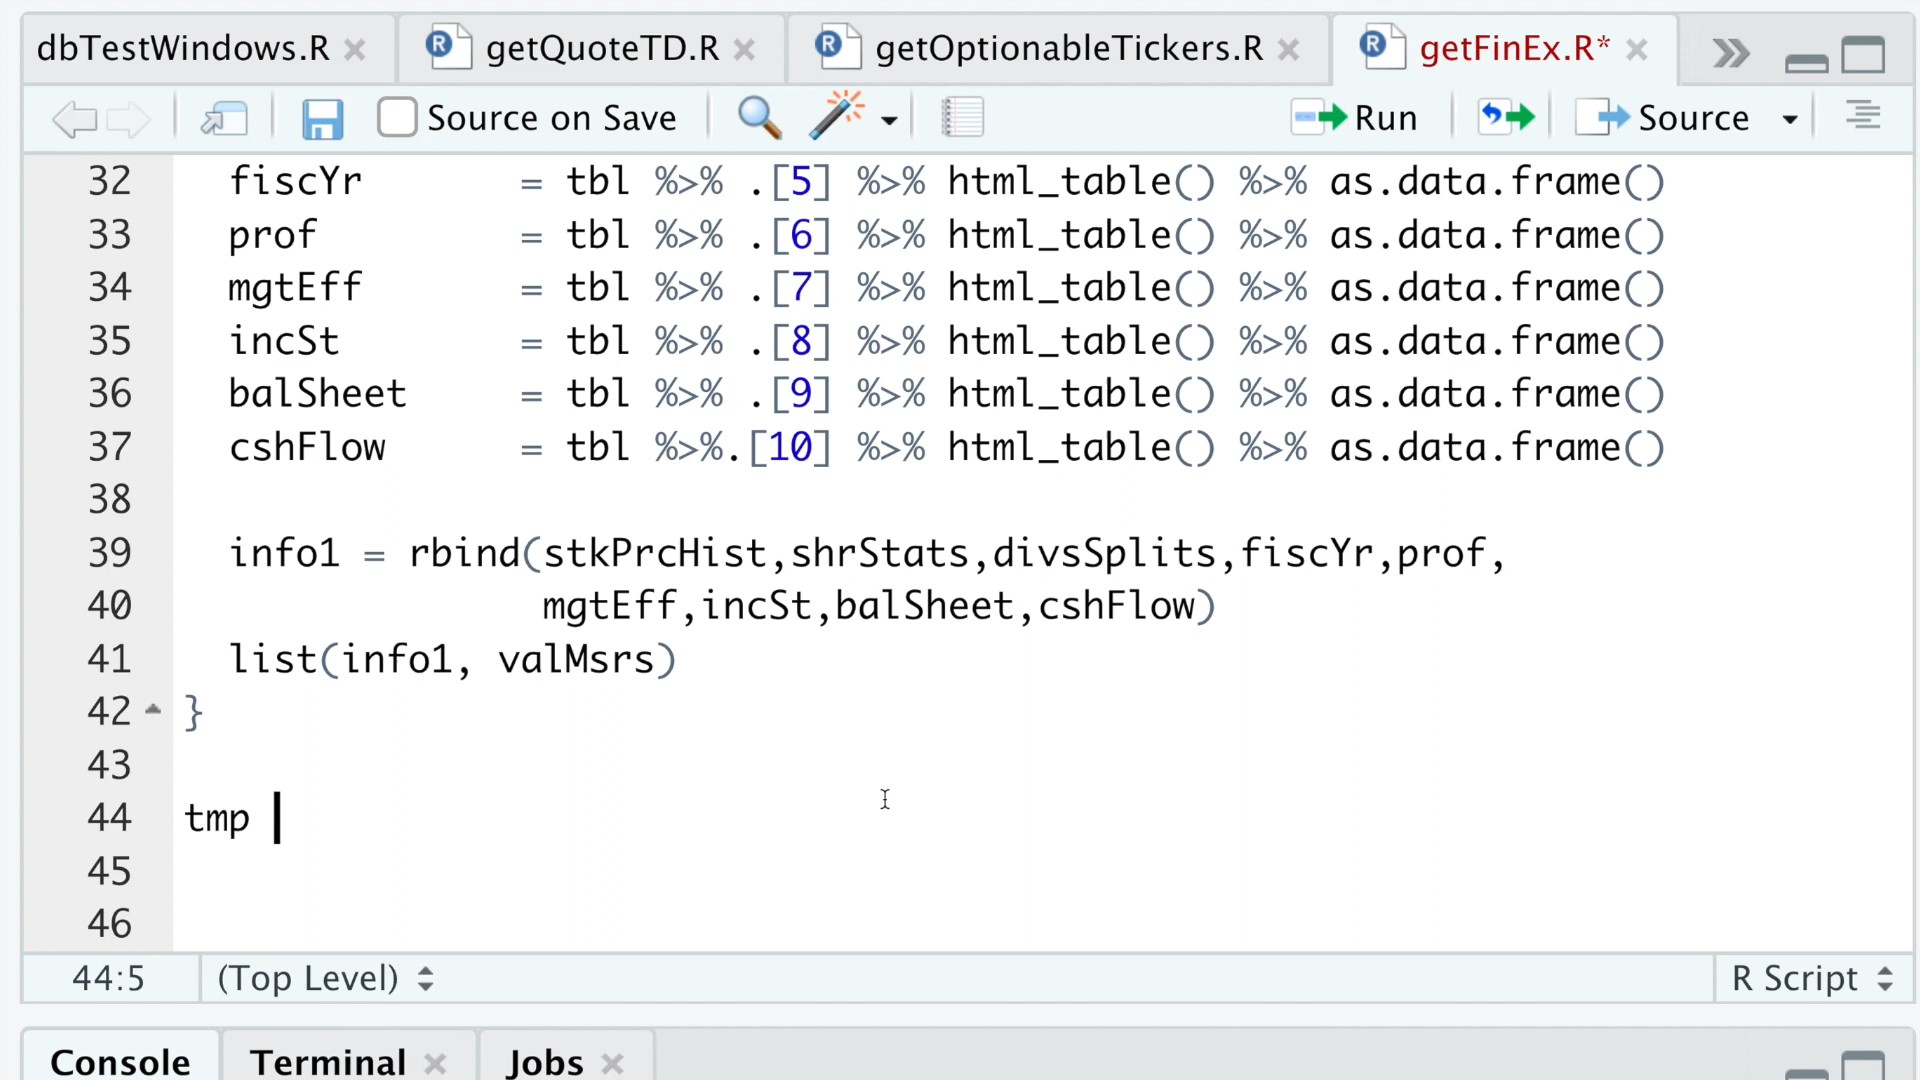 dbTestWindows.R × getQuoteTD.R × getOptionableTickers.R × getFinEx.R* ×
Source on Save Run Source
32 fiscYr = tbl %>% .[5] %>% html_table() %>% as.data.frame()
33 prof = tbl %>% .[6] %>% html_table() %>% as.data.frame()
34 mgtEff = tbl %>% .[7] %>% html_table() %>% as.data.frame()
35 incSt = tbl %>% .[8] %>% html_table() %>% as.data.frame()
36 balSheet = tbl %>% .[9] %>% html_table() %>% as.data.frame()
37 cshFlow = tbl %>%.[10] %>% html_table() %>% as.data.frame()
38
39 info1 = rbind(stkPrcHist,shrStats,divsSplits,fiscYr,prof,
40 mgtEff,incSt,balSheet,cshFlow)
41 list(info1, valMsrs)
42 }
43
44 tmp
45
46
44:5 (Top Level) R Script
Console Terminal × Jobs ×